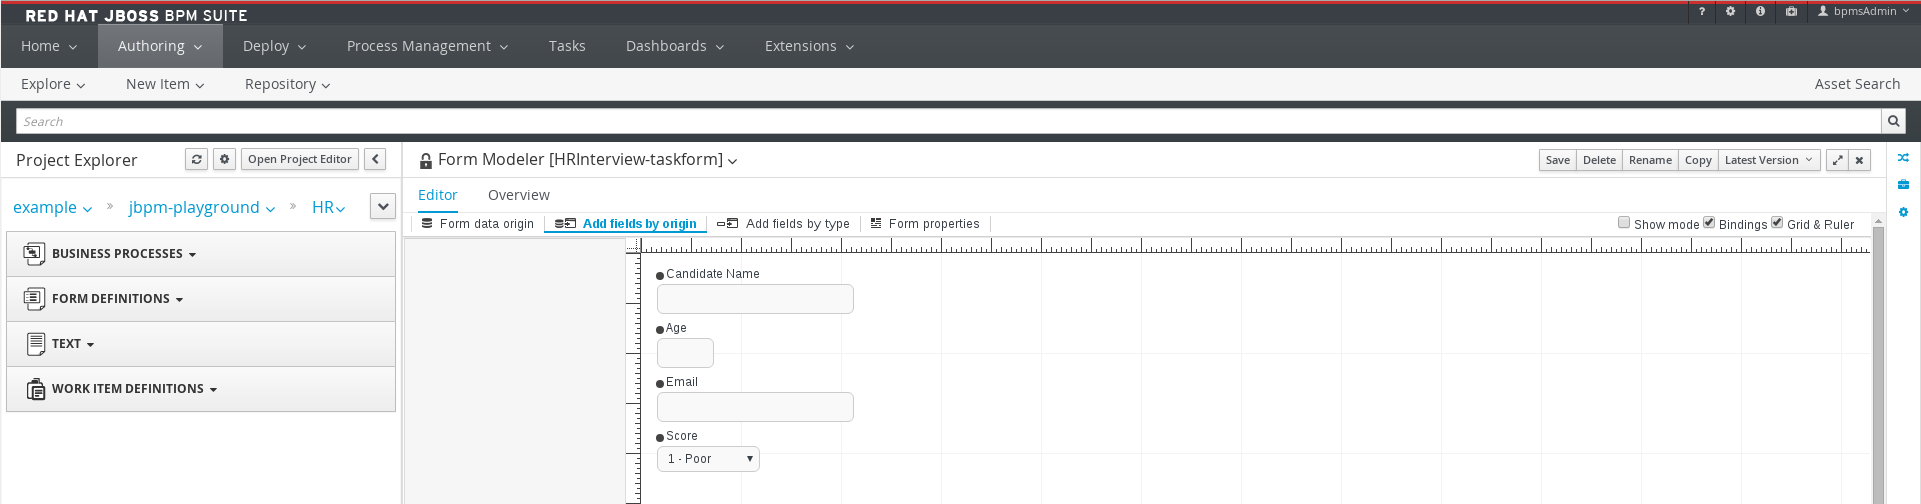 RED HAT JBOSS BPM SUITE
? bpmsAdmin
Home Authoring Deploy Process Management Tasks Dashboards Extensions
Explore New Item Repository Asset Search
Search
Project Explorer Open Project Editor
example » jbpm-playground » HR
BUSINESS PROCESSES
FORM DEFINITIONS
TEXT
WORK ITEM DEFINITIONS
Form Modeler [HRInterview-taskform] Save Delete Rename Copy Latest Version
Editor Overview
Form data origin Add fields by origin Add fields by type Form properties Show mode Bindings Grid & Ruler
Candidate Name
Age
Email
Score
1 - Poor